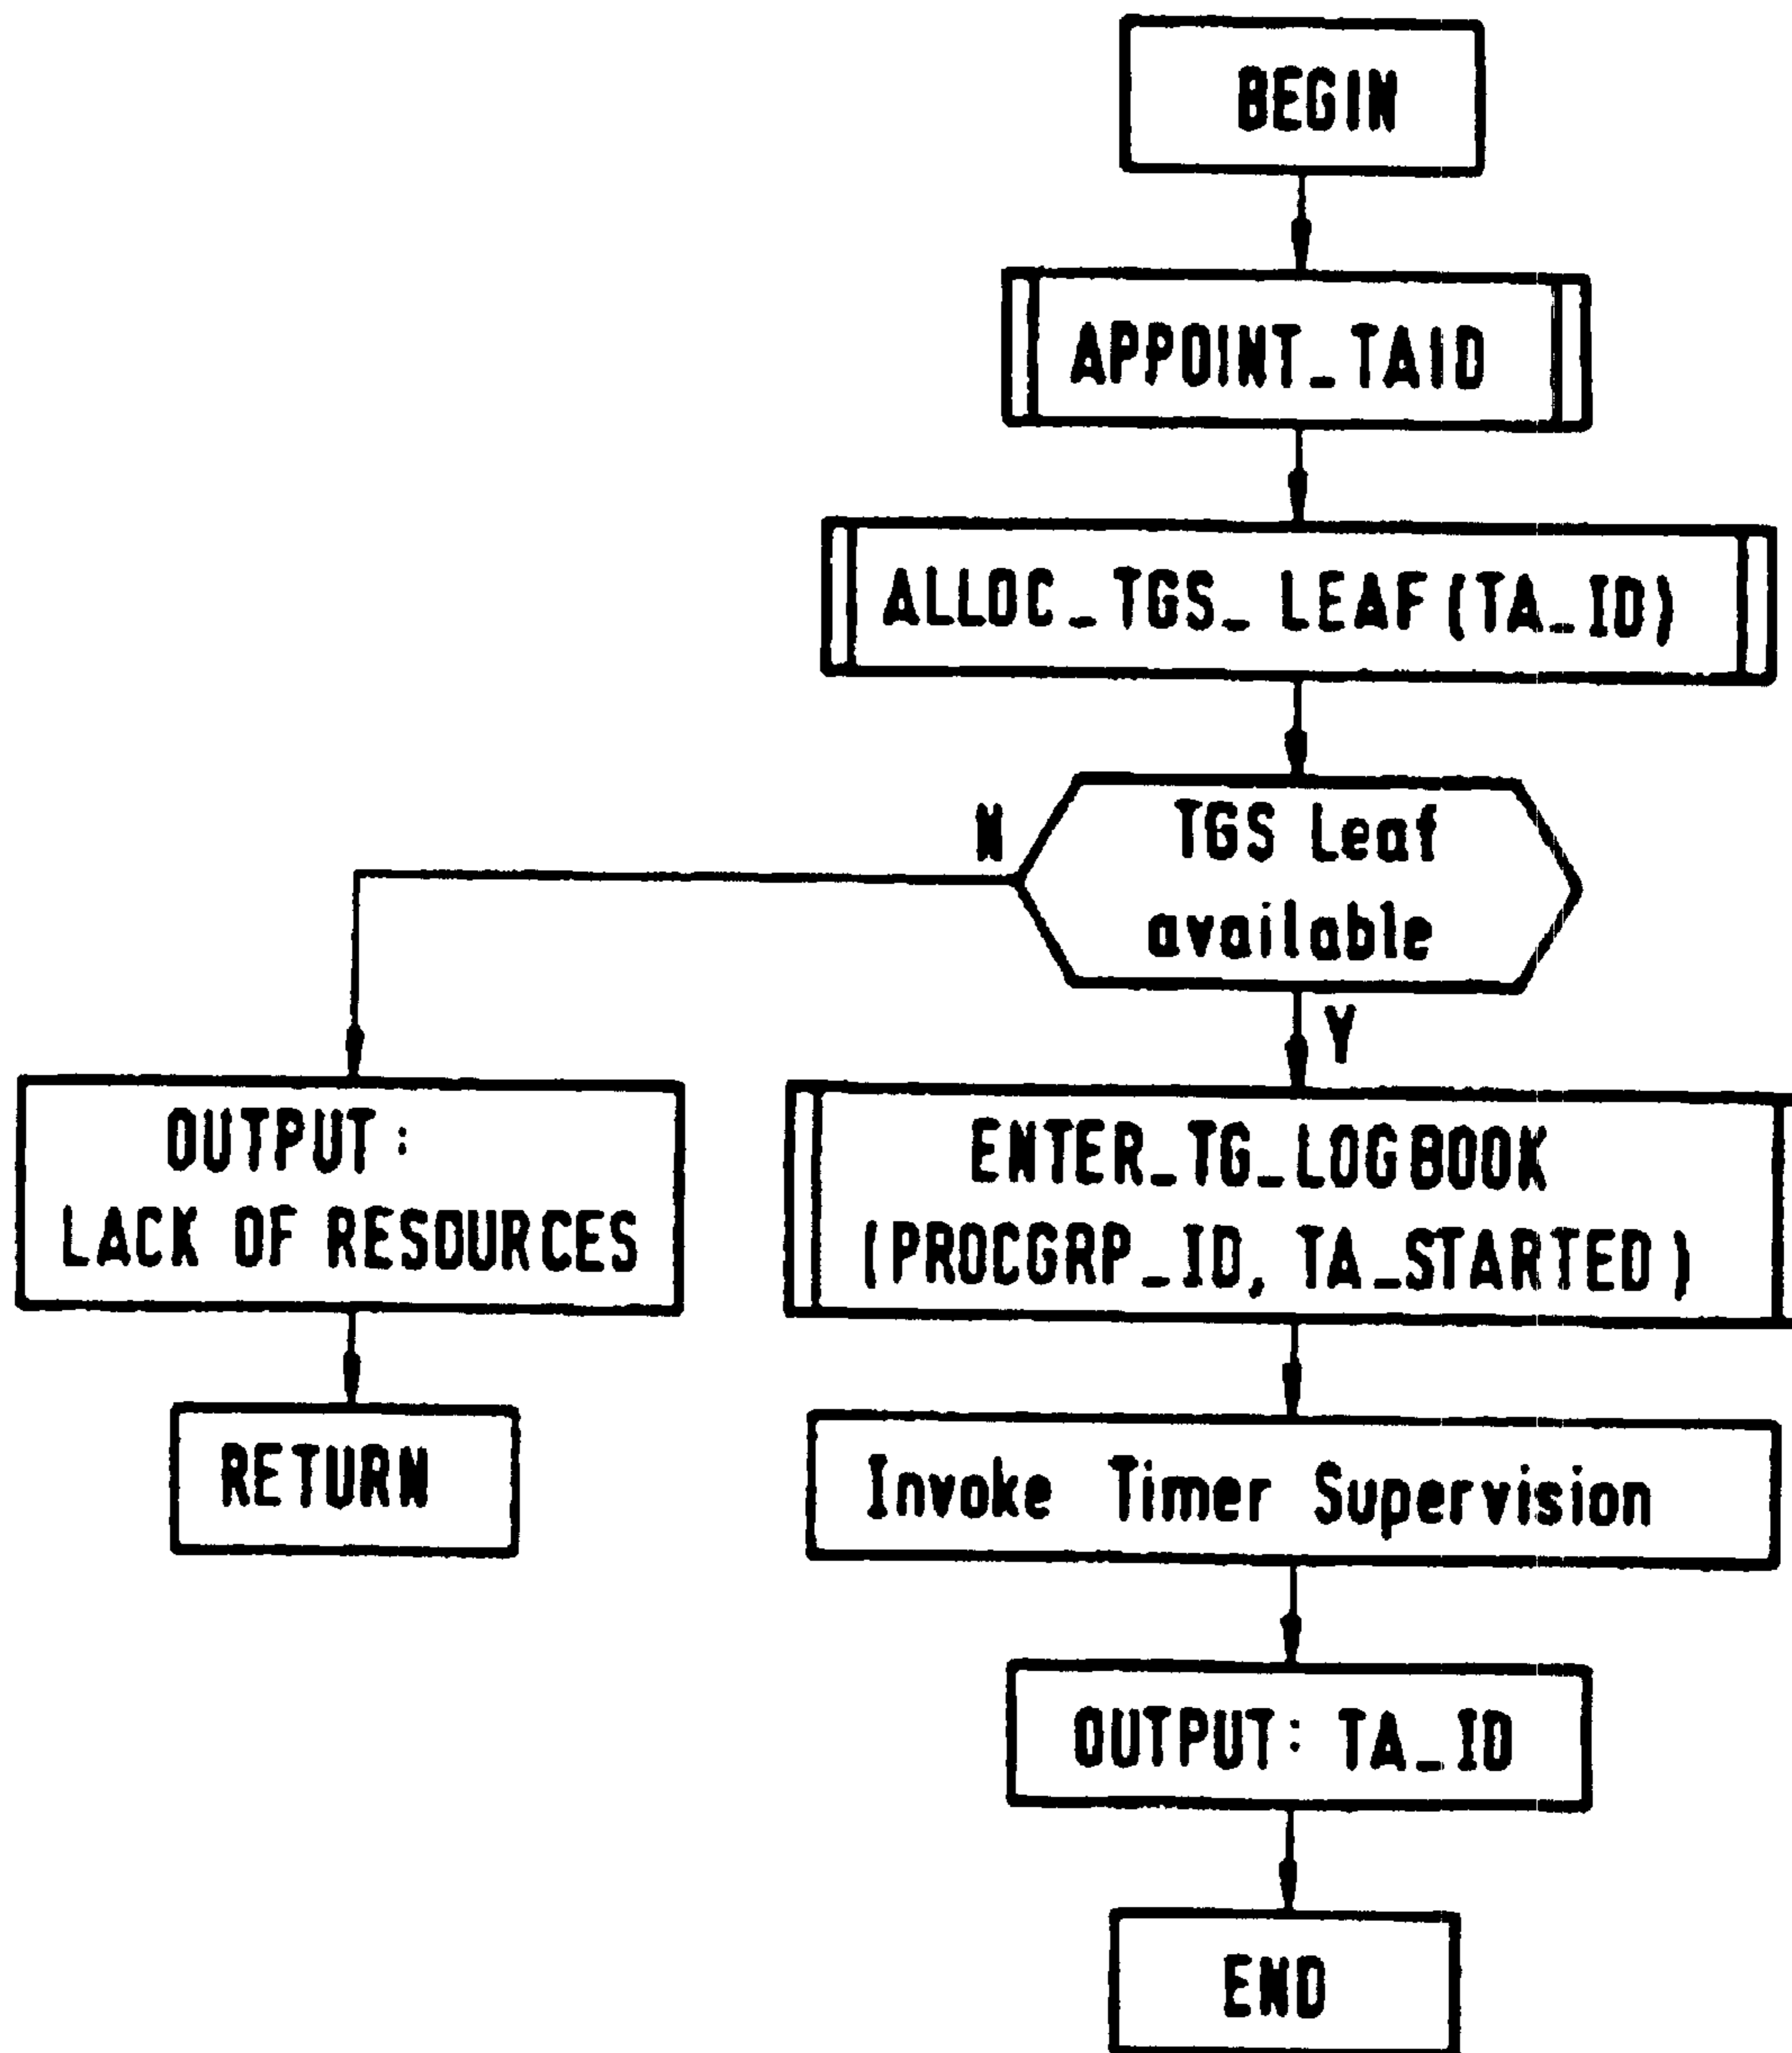 BEGIN
APPOINT_TAID
ALLOC_TGS_LEAF(TA_ID)
TGS Leaf
available
N
Y
OUTPUT:
LACK OF RESOURCES
RETURN
ENTER_TG_LOGBOOK
(PROCGRP_ID, TA_STARTED)
Invoke Timer Supervision
OUTPUT: TA_ID
END